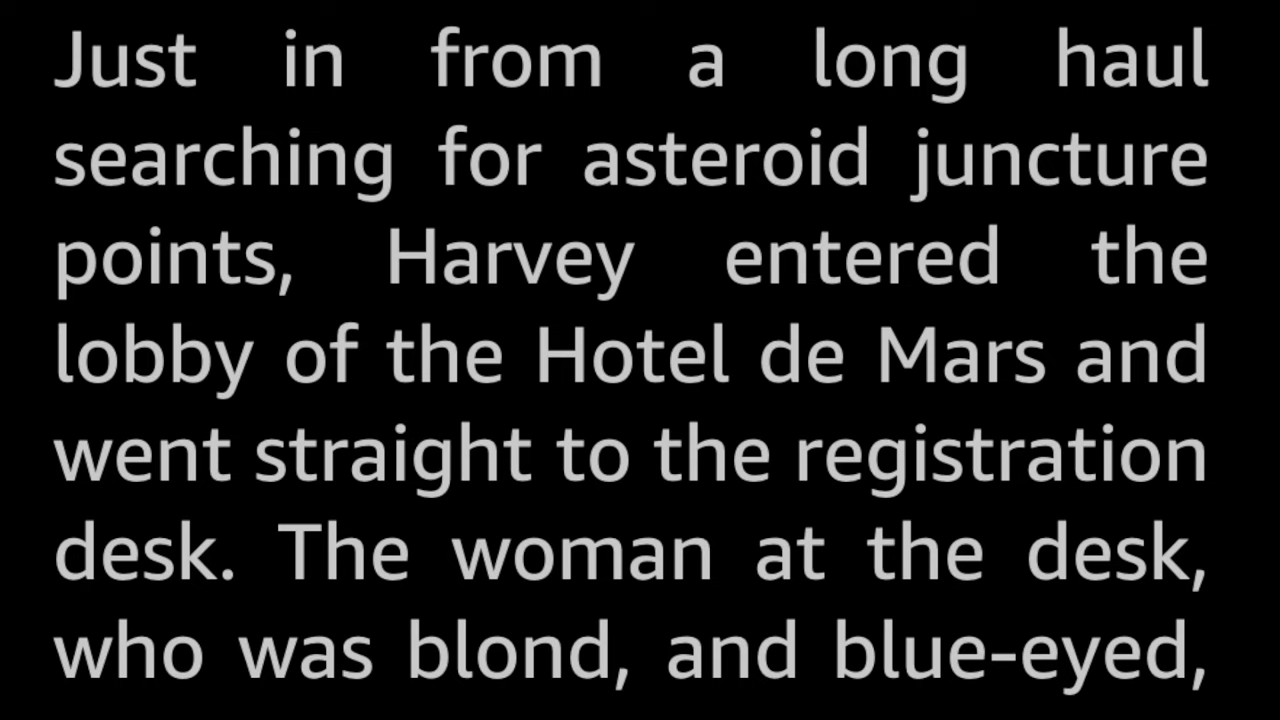 Just in from a long haul
searching for asteroid juncture
points, Harvey entered the
lobby of the Hotel de Mars and
went straight to the registration
desk. The woman at the desk,
who was blond, and blue-eyed,